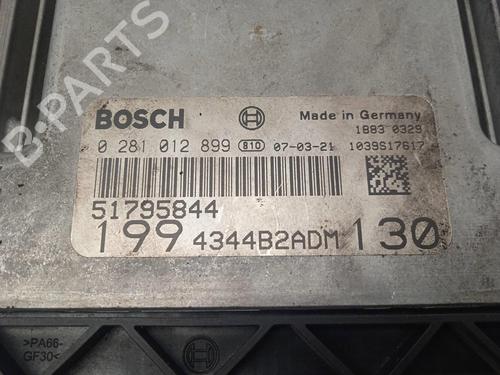 BOSCH Made in Germany
1883 0329
0 281 012 899 810 07-03-21 1039S17617
51795844
199 4344B2ADM 130
>PA66-
GF30<
B-Parts